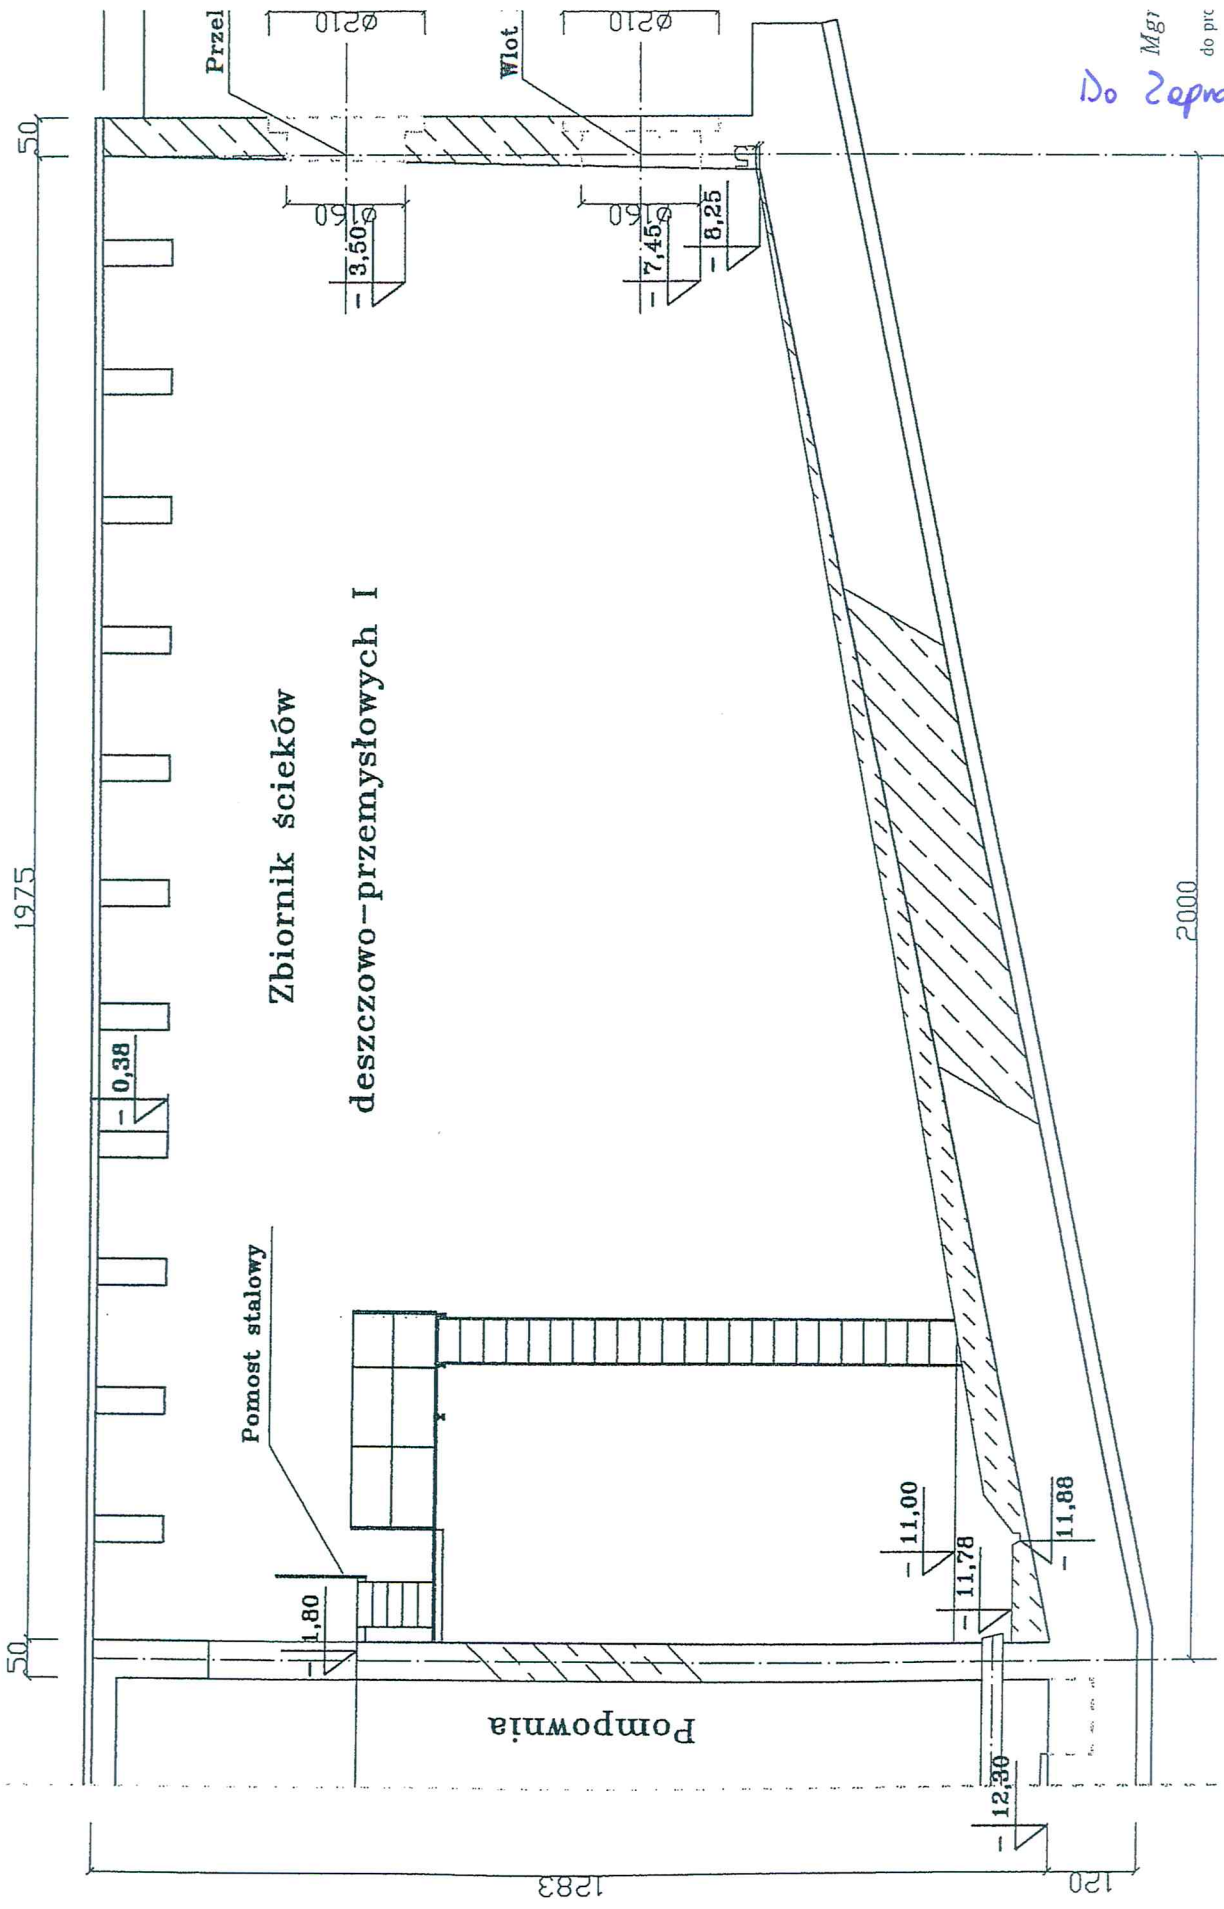 1975
50
50
Przel
Wlot
Ø210
Ø210
Ø160
Ø160
- 3,50
- 7,45
- 8,25
- 0,38
Zbiornik ścieków
deszczowo-przemysłowych I
Pomost stalowy
- 1,80
- 11,00
- 11,78
- 11,88
Pompownia
- 12,30
1283
120
2000
Mgr
do pro
Do